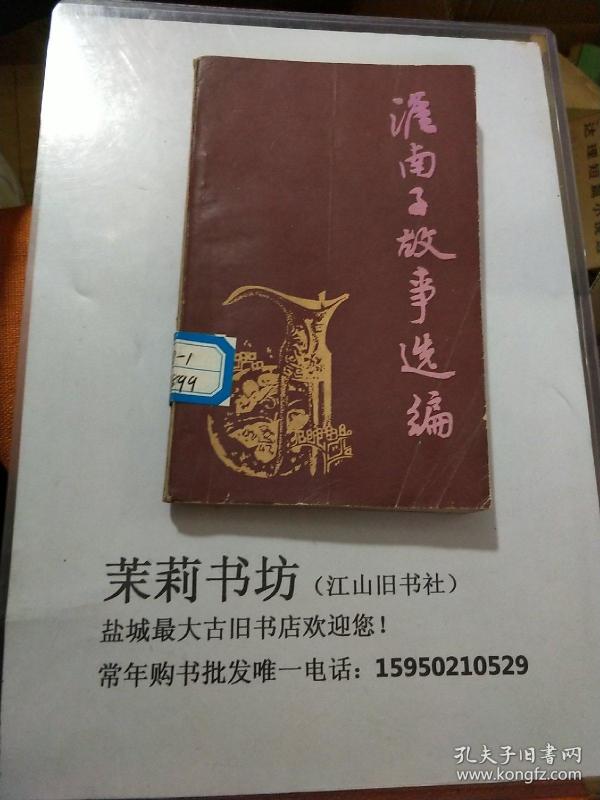 淮南子故事选编
-1
899
茉莉书坊（江山旧书社）
盐城最大古旧书店欢迎您！
常年购书批发唯一电话：15950210529
孔夫子旧书网
www.kongfz.com